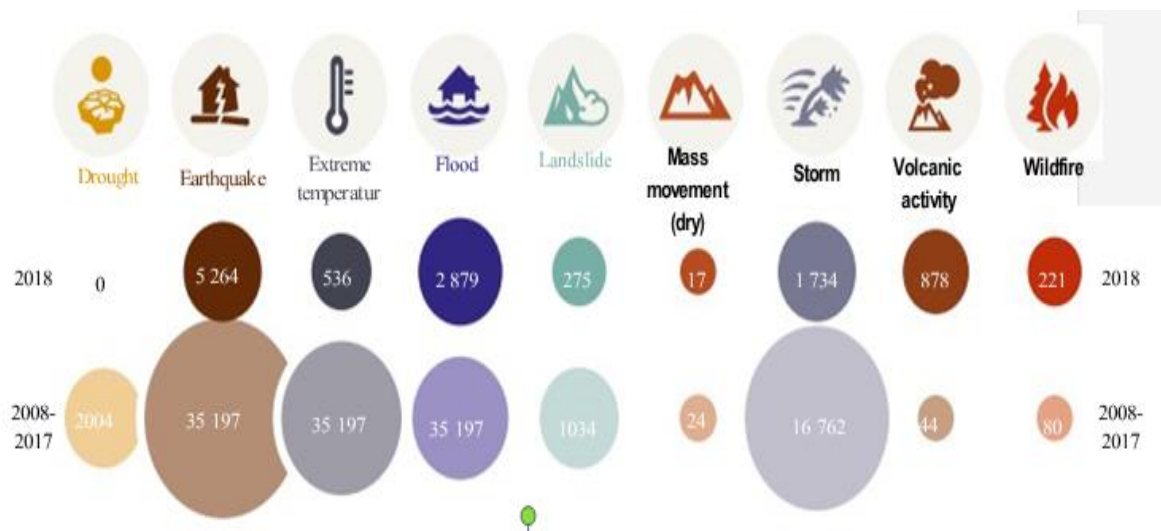 Drought
Earthquake
Extreme
temperatur
Flood
Landslide
Mass
movement
(dry)
Storm
Volcanic
activity
Wildfire
2018 0 5 264 536 2 879 275 17 1 734 878 221 2018
2008-
2017
2004 35 197 35 197 35 197 1034 24 16 762 44 80
2008-
2017